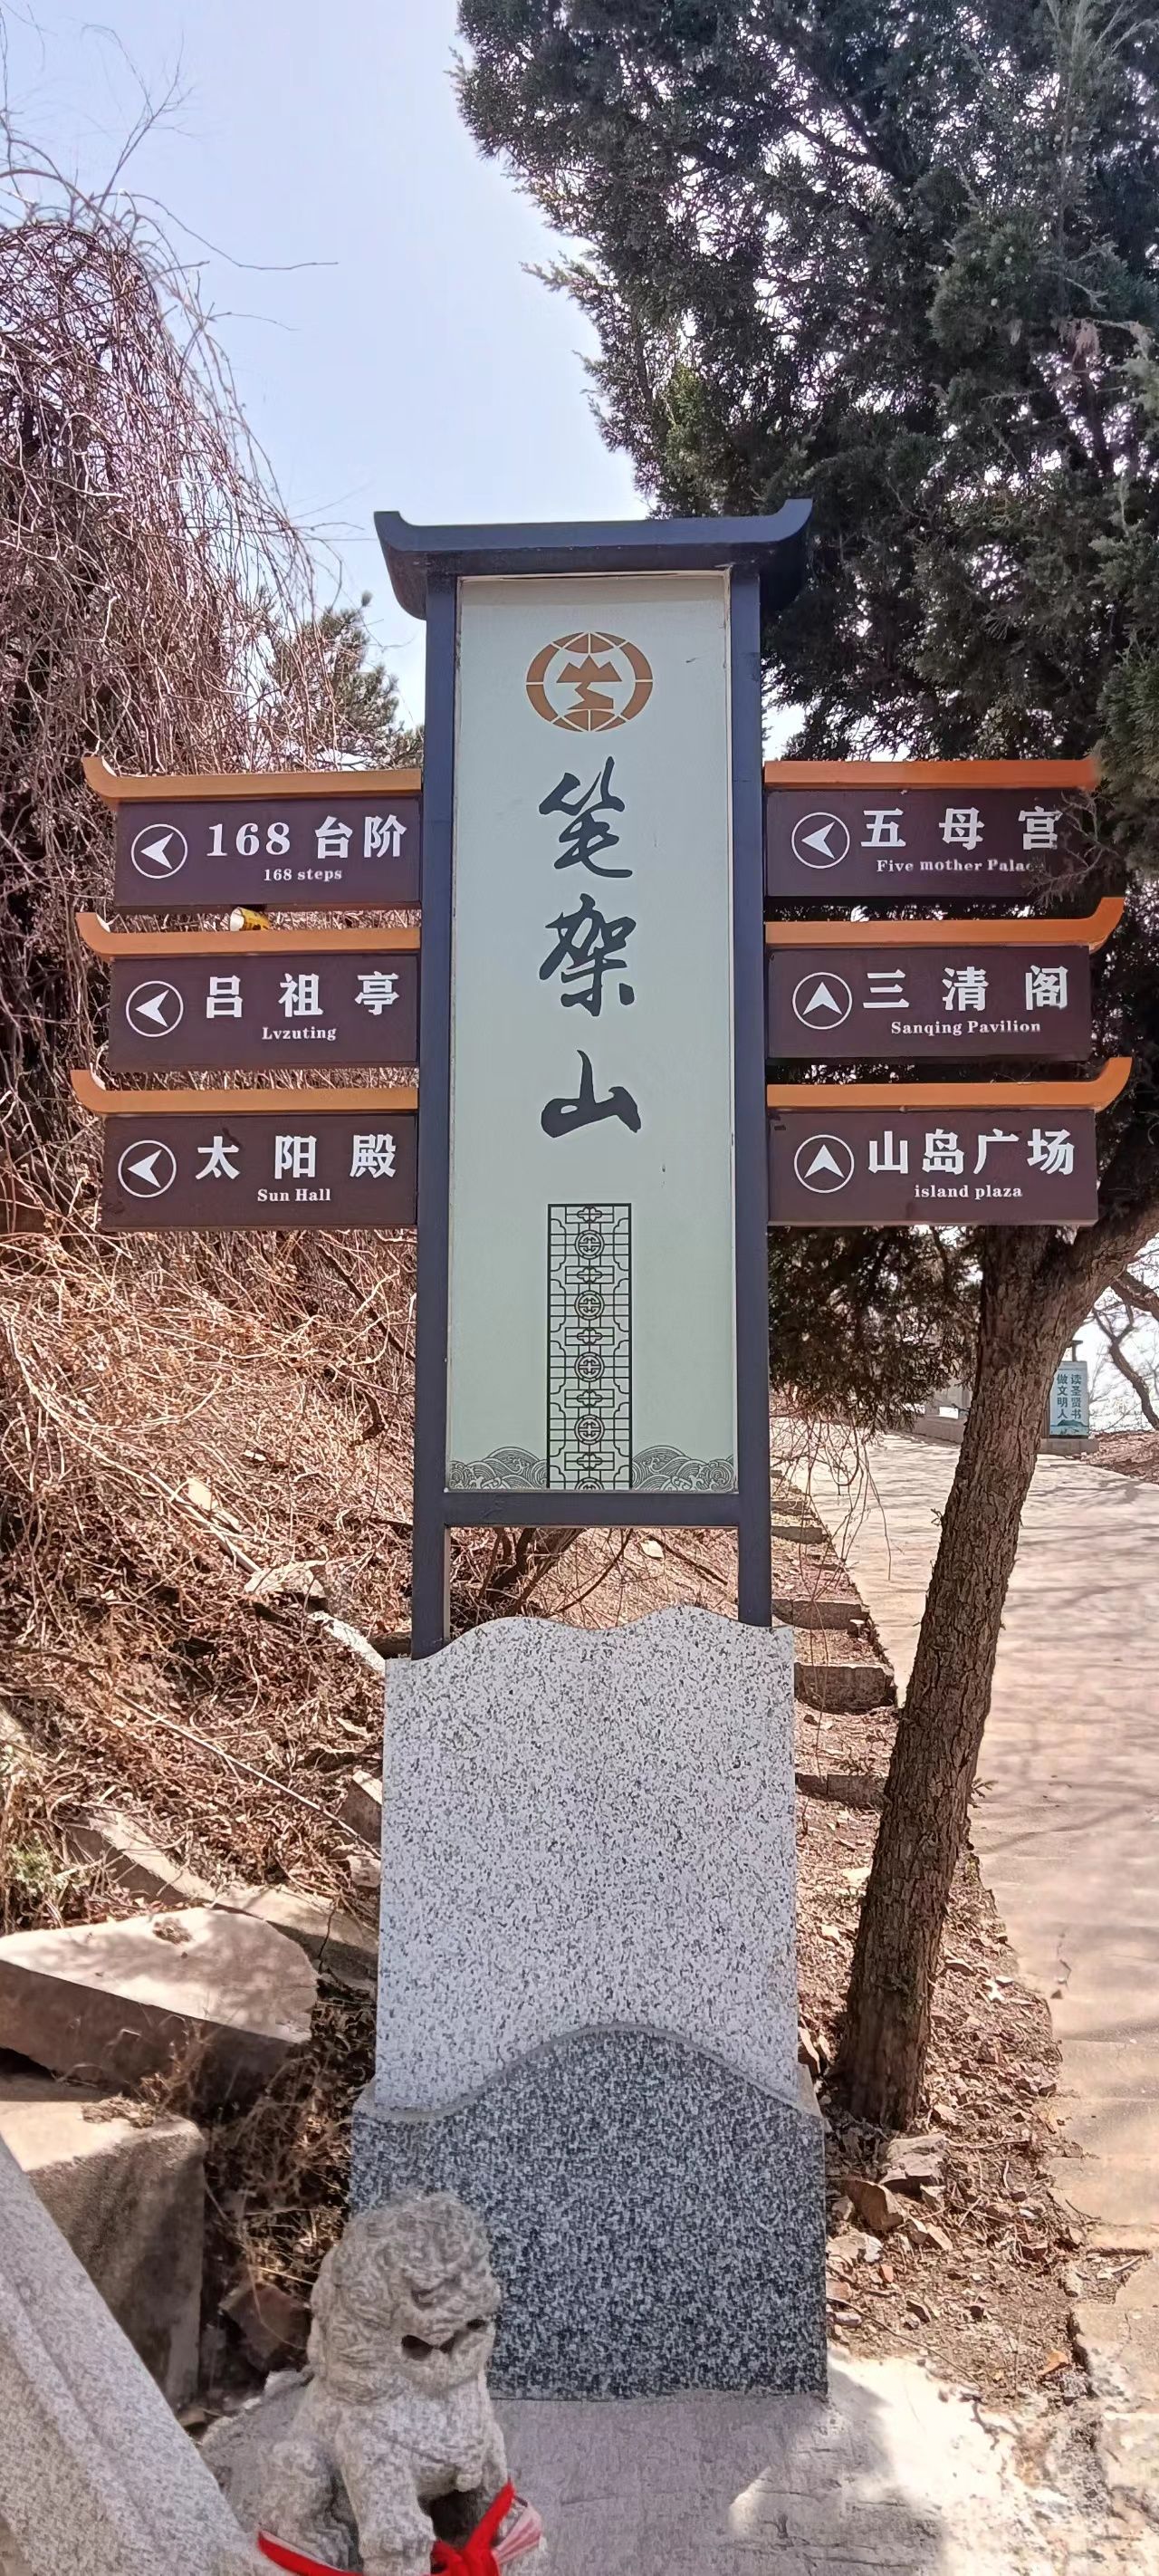 笔架山
168 台阶
168 steps
吕祖亭
Lvzuting
太阳殿
Sun Hall
五母宫
Five mother Palac
三清阁
Sanqing Pavilion
山岛广场
island plaza
读圣贤书
做文明人